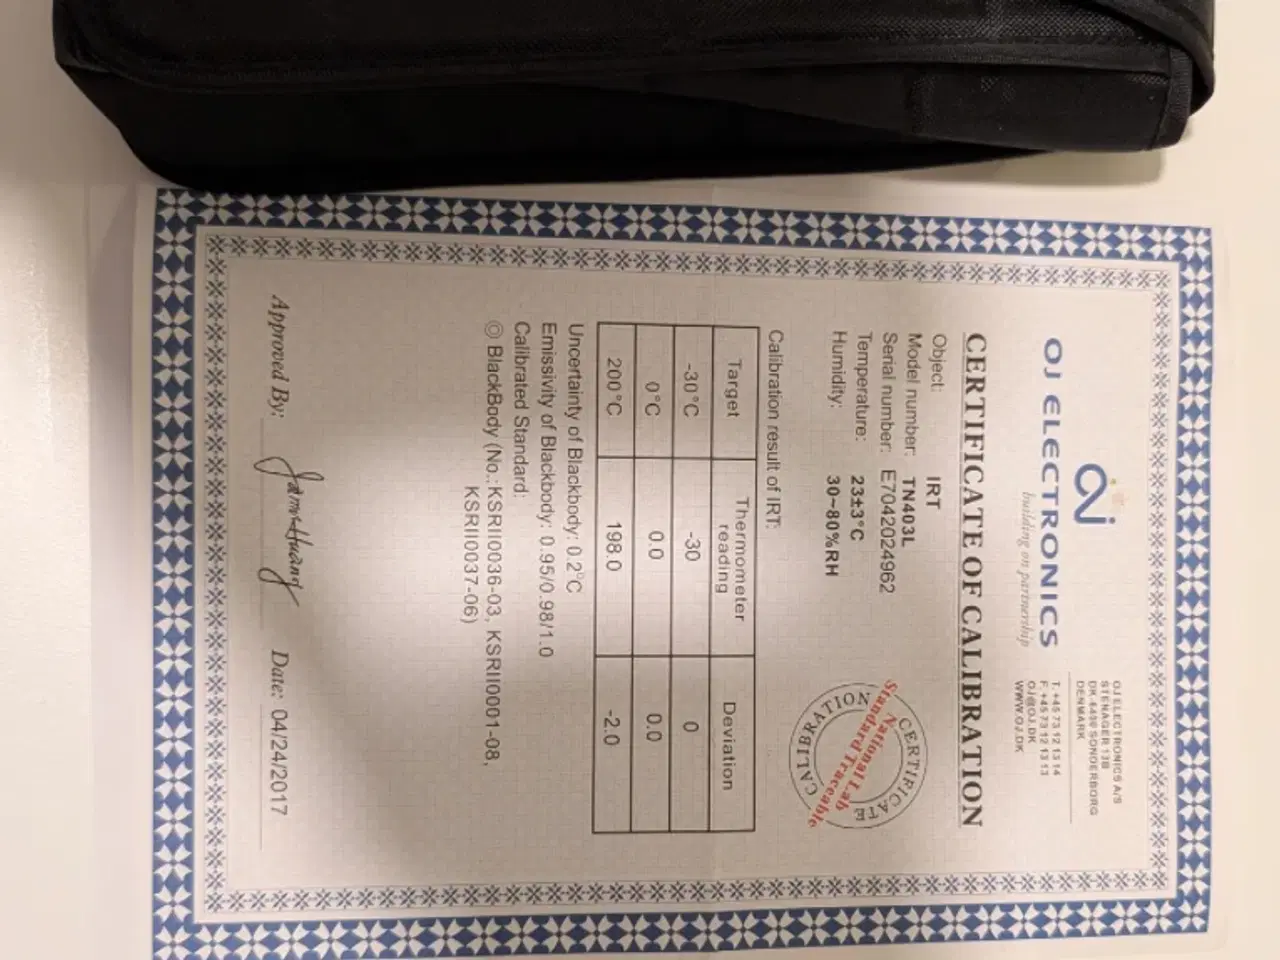 OJ
OJ ELECTRONICS
building on partnership
OJ ELECTRONICS A/S
STENAGER 13B
DK-6400 SONDERBORG
DENMARK
T. +45 73 12 13 14
F. +45 73 12 13 13
OJ@OJ.DK
WWW.OJ.DK
CERTIFICATE OF CALIBRATION
Object: IRT
Model number: TN403L
Serial number: E7042024962
Temperature: 23±3°C
Humidity: 30~80%RH
CERTIFICATE
CALIBRATION
National Lab
Standard Traceable
Calibration result of IRT:
Target Thermometer reading Deviation
-30°C -30 0
0°C 0.0 0.0
200°C 198.0 -2.0
Uncertainty of Blackbody: 0.2°C
Emissivity of Blackbody: 0.95/0.98/1.0
Calibrated Standard:
◎ BlackBody (No.: KSRII0036-03, KSRII0001-08,
KSRII0037-06)
Approved By: Jamis Huang Date: 04/24/2017